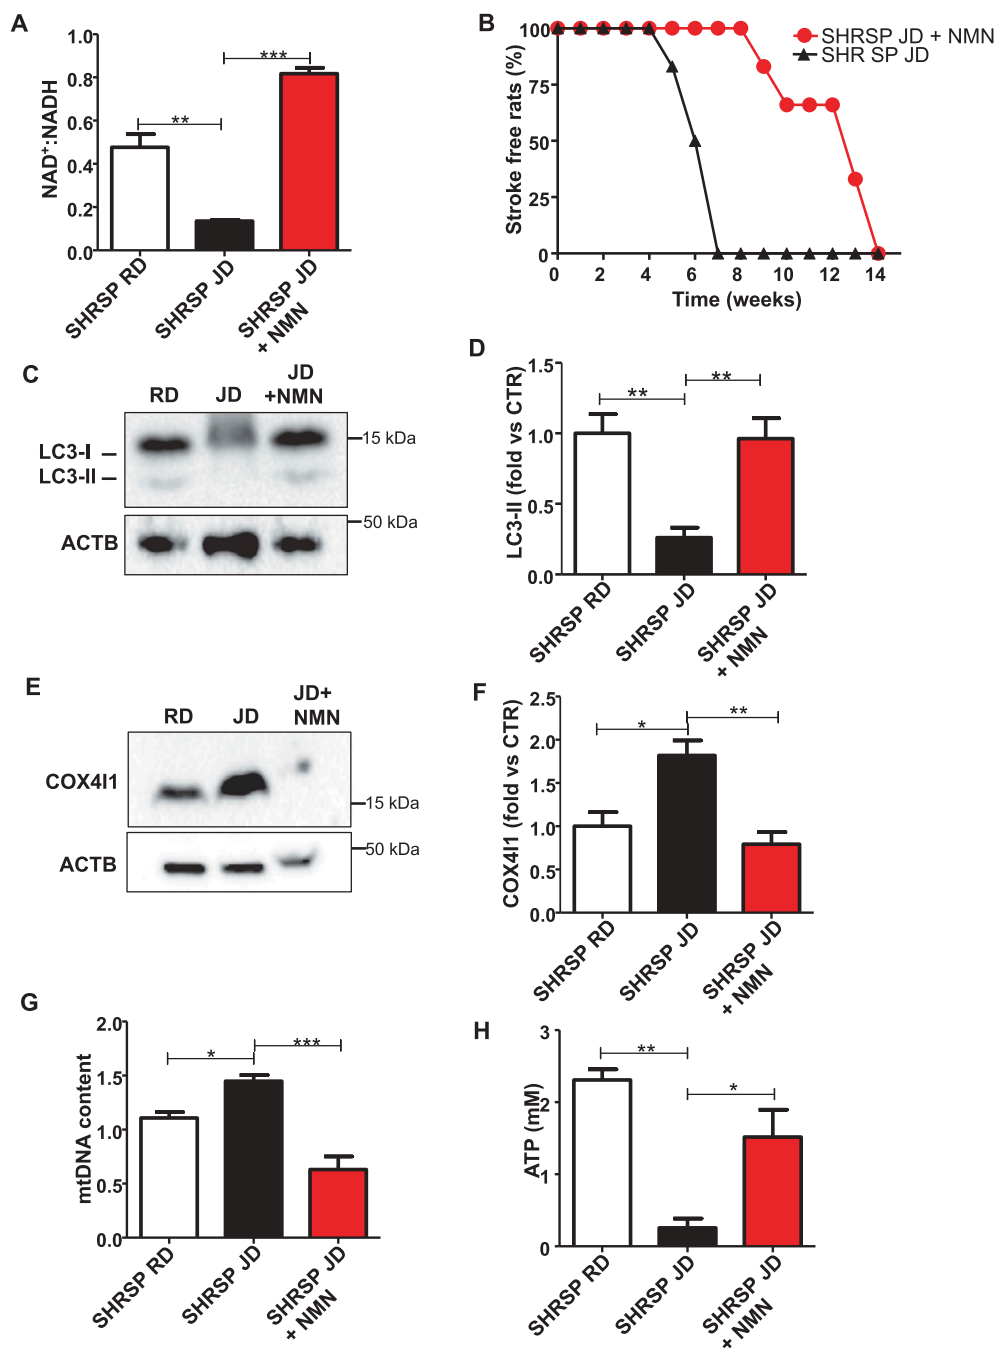 A
1.0
0.8
0.6
0.4
0.2
0.0
NAD+:NADH
**
***
SHRSP RD
SHRSP JD
SHRSP JD
+ NMN
B
SHRSP JD + NMN
SHR SP JD
100
75
50
25
0
Stroke free rats (%)
0 2 4 6 8 10 12 14
Time (weeks)
C
RD JD JD
+NMN
LC3-I
LC3-II
15 kDa
50 kDa
ACTB
D
1.5
1.0
0.5
0.0
LC3-II (fold vs CTR)
**
**
SHRSP RD
SHRSP JD
SHRSP JD
+ NMN
E
RD JD JD+
NMN
COX4I1
15 kDa
50 kDa
ACTB
F
2.5
2.0
1.5
1.0
0.5
0.0
COX4I1 (fold vs CTR)
*
**
SHRSP RD
SHRSP JD
SHRSP JD
+ NMN
G
2.0
1.5
1.0
0.5
0.0
mtDNA content
*
***
SHRSP RD
SHRSP JD
SHRSP JD
+ NMN
H
3
2
1
0
ATP (mM)
**
*
SHRSP RD
SHRSP JD
SHRSP JD
+ NMN